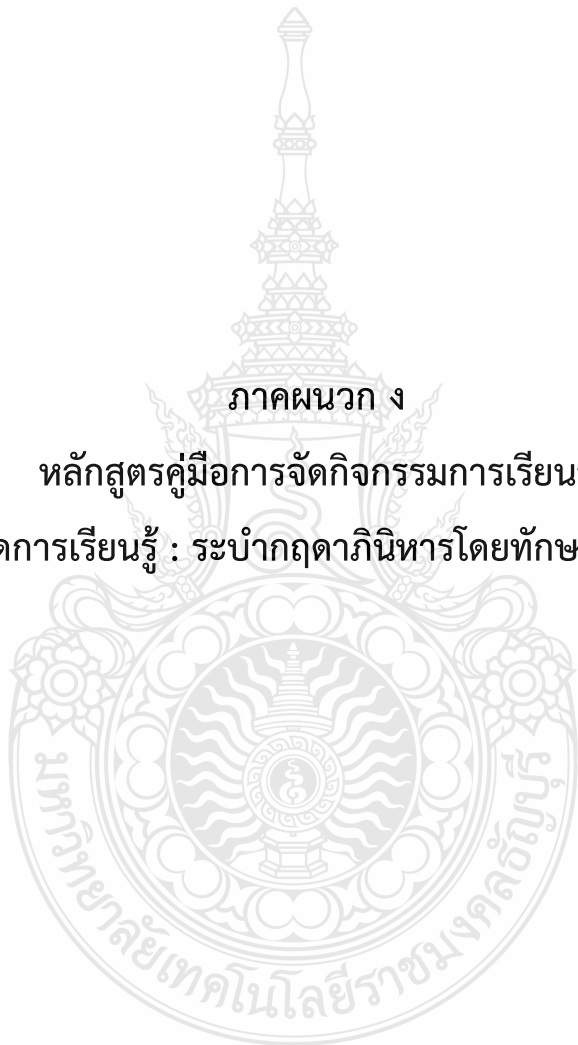 ภาคผนวก ง
หลักสูตรคู่มือการจัดกิจกรรมการเรียน
การเรียนรู้ : ระบำกฤดาภินิหารโดยทักษ
มหาวิทยาลัยเทคโนโลยีราชมงคลธัญบุรี